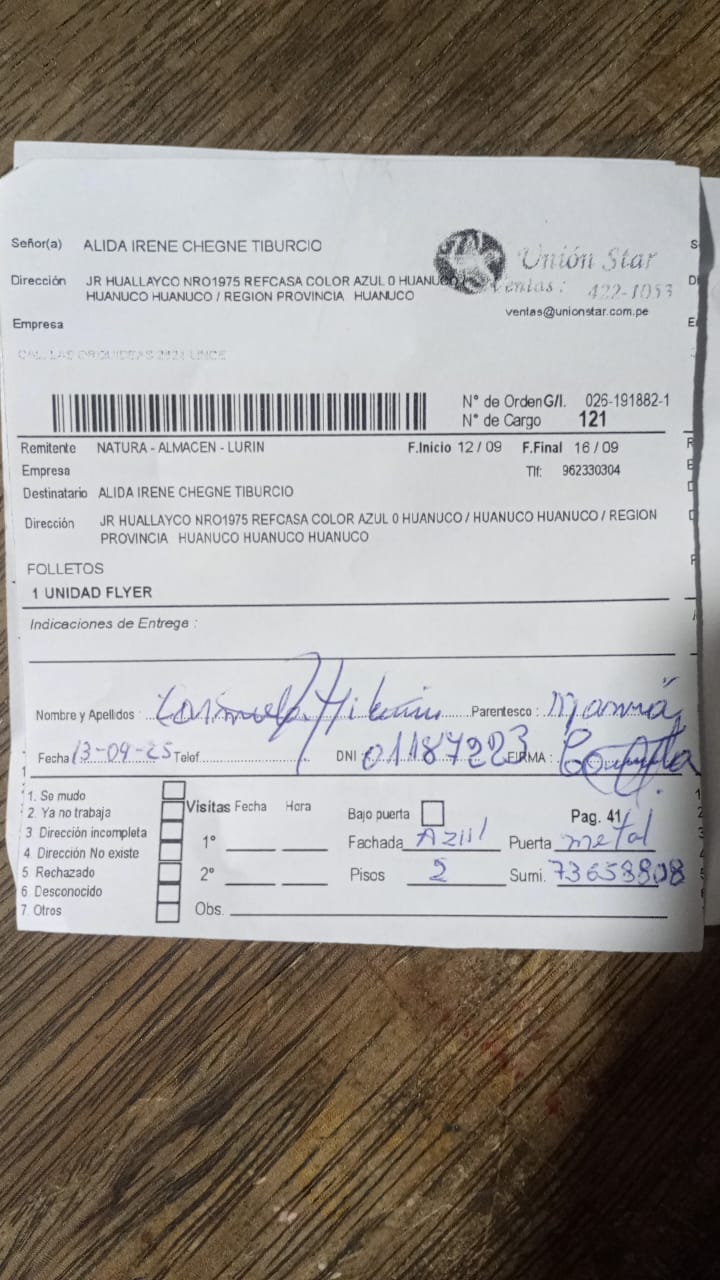 Señor(a) ALIDA IRENE CHEGNE TIBURCIO
Unión Star
Dirección JR HUALLAYCO NRO1975 REFCASA COLOR AZUL 0 HUANUCO /
HUANUCO HUANUCO / REGION PROVINCIA HUANUCO
Ventas: 422-1053
ventas@unionstar.com.pe
Empresa
CAL. LAS ORQUIDEAS 2621 LINCE
N° de Orden G/I. 026-191882-1
N° de Cargo 121
Remitente NATURA - ALMACEN - LURIN F.Inicio 12 / 09 F.Final 16 / 09
Empresa Tlf: 962330304
Destinatario ALIDA IRENE CHEGNE TIBURCIO
Dirección JR HUALLAYCO NRO1975 REFCASA COLOR AZUL 0 HUANUCO / HUANUCO HUANUCO / REGION
PROVINCIA HUANUCO HUANUCO HUANUCO
FOLLETOS
1 UNIDAD FLYER
Indicaciones de Entrega :
Nombre y Apellidos : Parentesco : Mamá
Fecha 13-09-25 Telef. DNI 01187223 FIRMA :
1. Se mudo
2. Ya no trabaja
3 Dirección incompleta
4 Dirección No existe
5 Rechazado
6. Desconocido
7. Otros
Visitas Fecha Hora
1°
2°
Obs.
Bajo puerta Pag. 41
Fachada Azul Puerta metal
Pisos 2 Sumi. 73658808